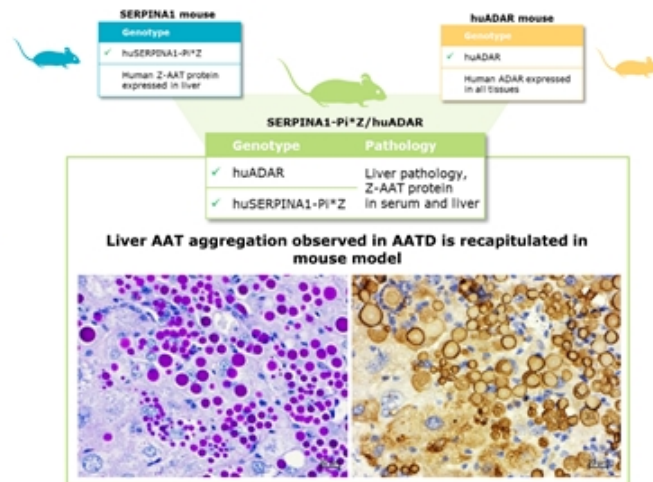 SERPINA1 mouse
Genotype
✓ huSERPINA1-Pi*Z
Human Z-AAT protein
expressed in liver
huADAR mouse
Genotype
✓ huADAR
Human ADAR expressed
in all tissues
SERPINA1-Pi*Z/huADAR
Genotype Pathology
✓ huADAR
✓ huSERPINA1-Pi*Z
Liver pathology,
Z-AAT protein
in serum and liver
Liver AAT aggregation observed in AATD is recapitulated in
mouse model